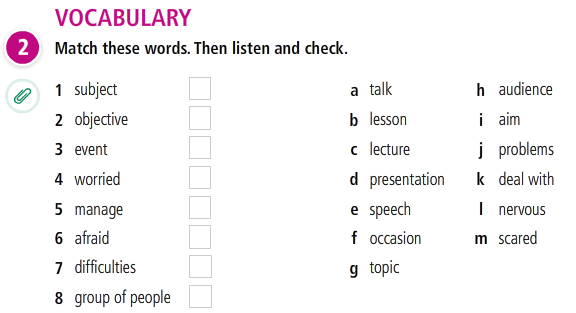 VOCABULARY
2 Match these words. Then listen and check.
1 subject
2 objective
3 event
4 worried
5 manage
6 afraid
7 difficulties
8 group of people
a talk
b lesson
c lecture
d presentation
e speech
f occasion
g topic
h audience
i aim
j problems
k deal with
l nervous
m scared